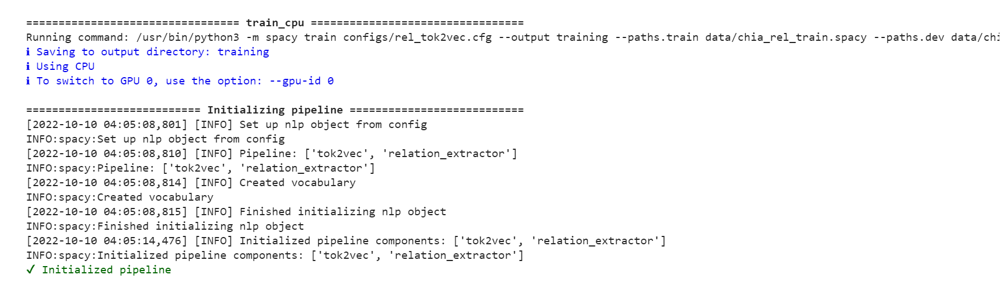 ================================= train_cpu =================================
Running command: /usr/bin/python3 -m spacy train configs/rel_tok2vec.cfg --output training --paths.train data/chia_rel_train.spacy --paths.dev data/chi
ℹ Saving to output directory: training
ℹ Using CPU
ℹ To switch to GPU 0, use the option: --gpu-id 0
=========================== Initializing pipeline ===========================
[2022-10-10 04:05:08,801] [INFO] Set up nlp object from config
INFO:spacy:Set up nlp object from config
[2022-10-10 04:05:08,810] [INFO] Pipeline: ['tok2vec', 'relation_extractor']
INFO:spacy:Pipeline: ['tok2vec', 'relation_extractor']
[2022-10-10 04:05:08,814] [INFO] Created vocabulary
INFO:spacy:Created vocabulary
[2022-10-10 04:05:08,815] [INFO] Finished initializing nlp object
INFO:spacy:Finished initializing nlp object
[2022-10-10 04:05:14,476] [INFO] Initialized pipeline components: ['tok2vec', 'relation_extractor']
INFO:spacy:Initialized pipeline components: ['tok2vec', 'relation_extractor']
✓ Initialized pipeline